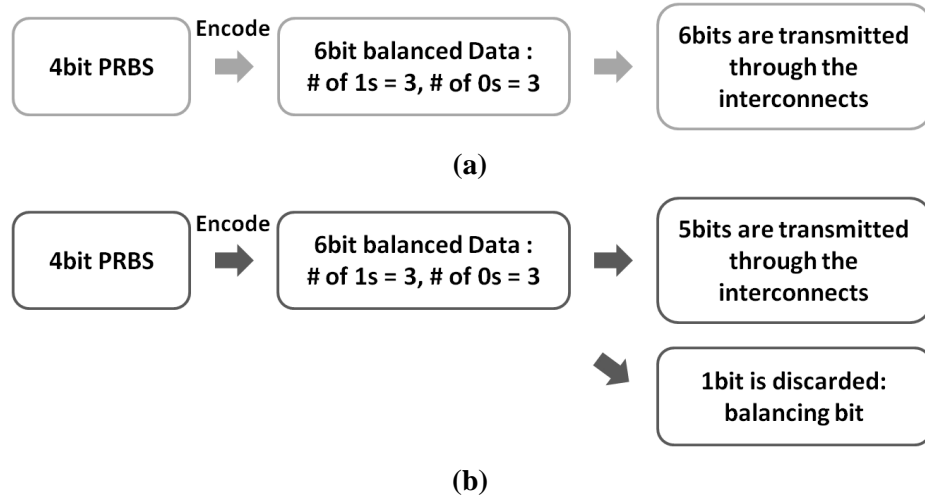 Encode
4bit PRBS
6bit balanced Data :
# of 1s = 3, # of 0s = 3
6bits are transmitted
through the
interconnects
(a)
Encode
4bit PRBS
6bit balanced Data :
# of 1s = 3, # of 0s = 3
5bits are transmitted
through the
interconnects
1bit is discarded:
balancing bit
(b)